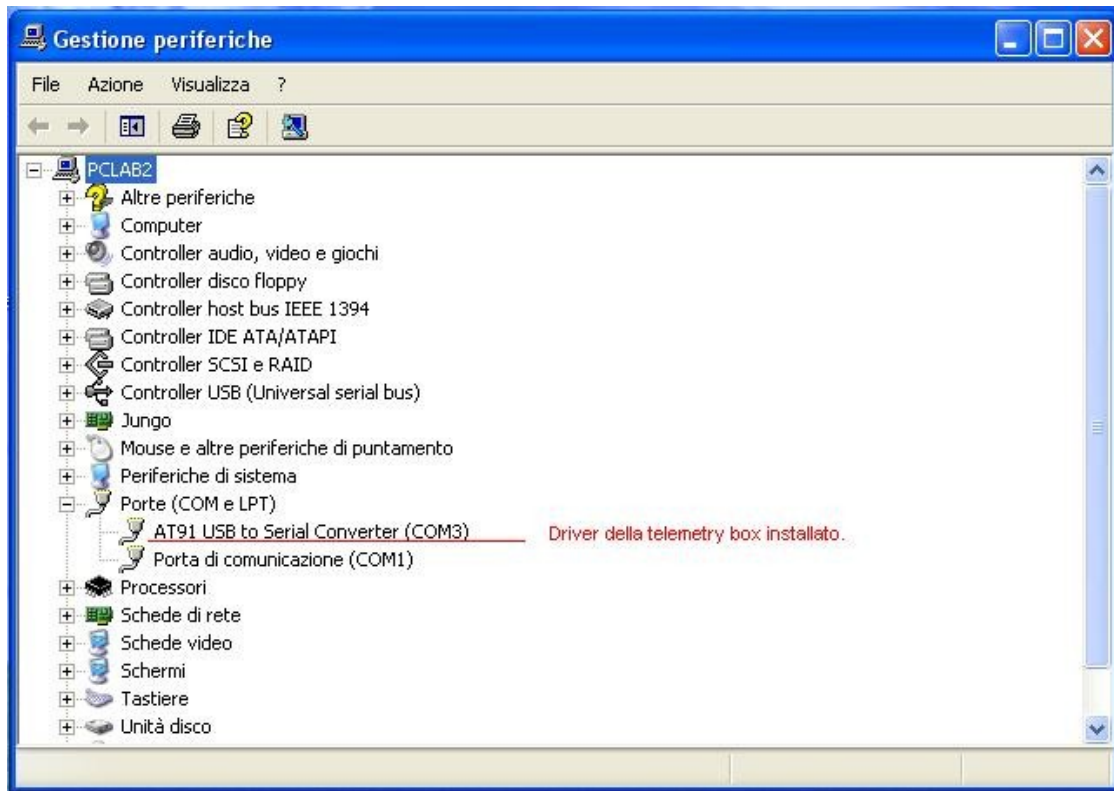 Gestione periferiche
File Azione Visualizza ?
PCLAB2
Altre periferiche
Computer
Controller audio, video e giochi
Controller disco floppy
Controller host bus IEEE 1394
Controller IDE ATA/ATAPI
Controller SCSI e RAID
Controller USB (Universal serial bus)
Jungo
Mouse e altre periferiche di puntamento
Periferiche di sistema
Porte (COM e LPT)
AT91 USB to Serial Converter (COM3) Driver della telemetry box installato.
Porta di comunicazione (COM1)
Processori
Schede di rete
Schede video
Schermi
Tastiere
Unità disco